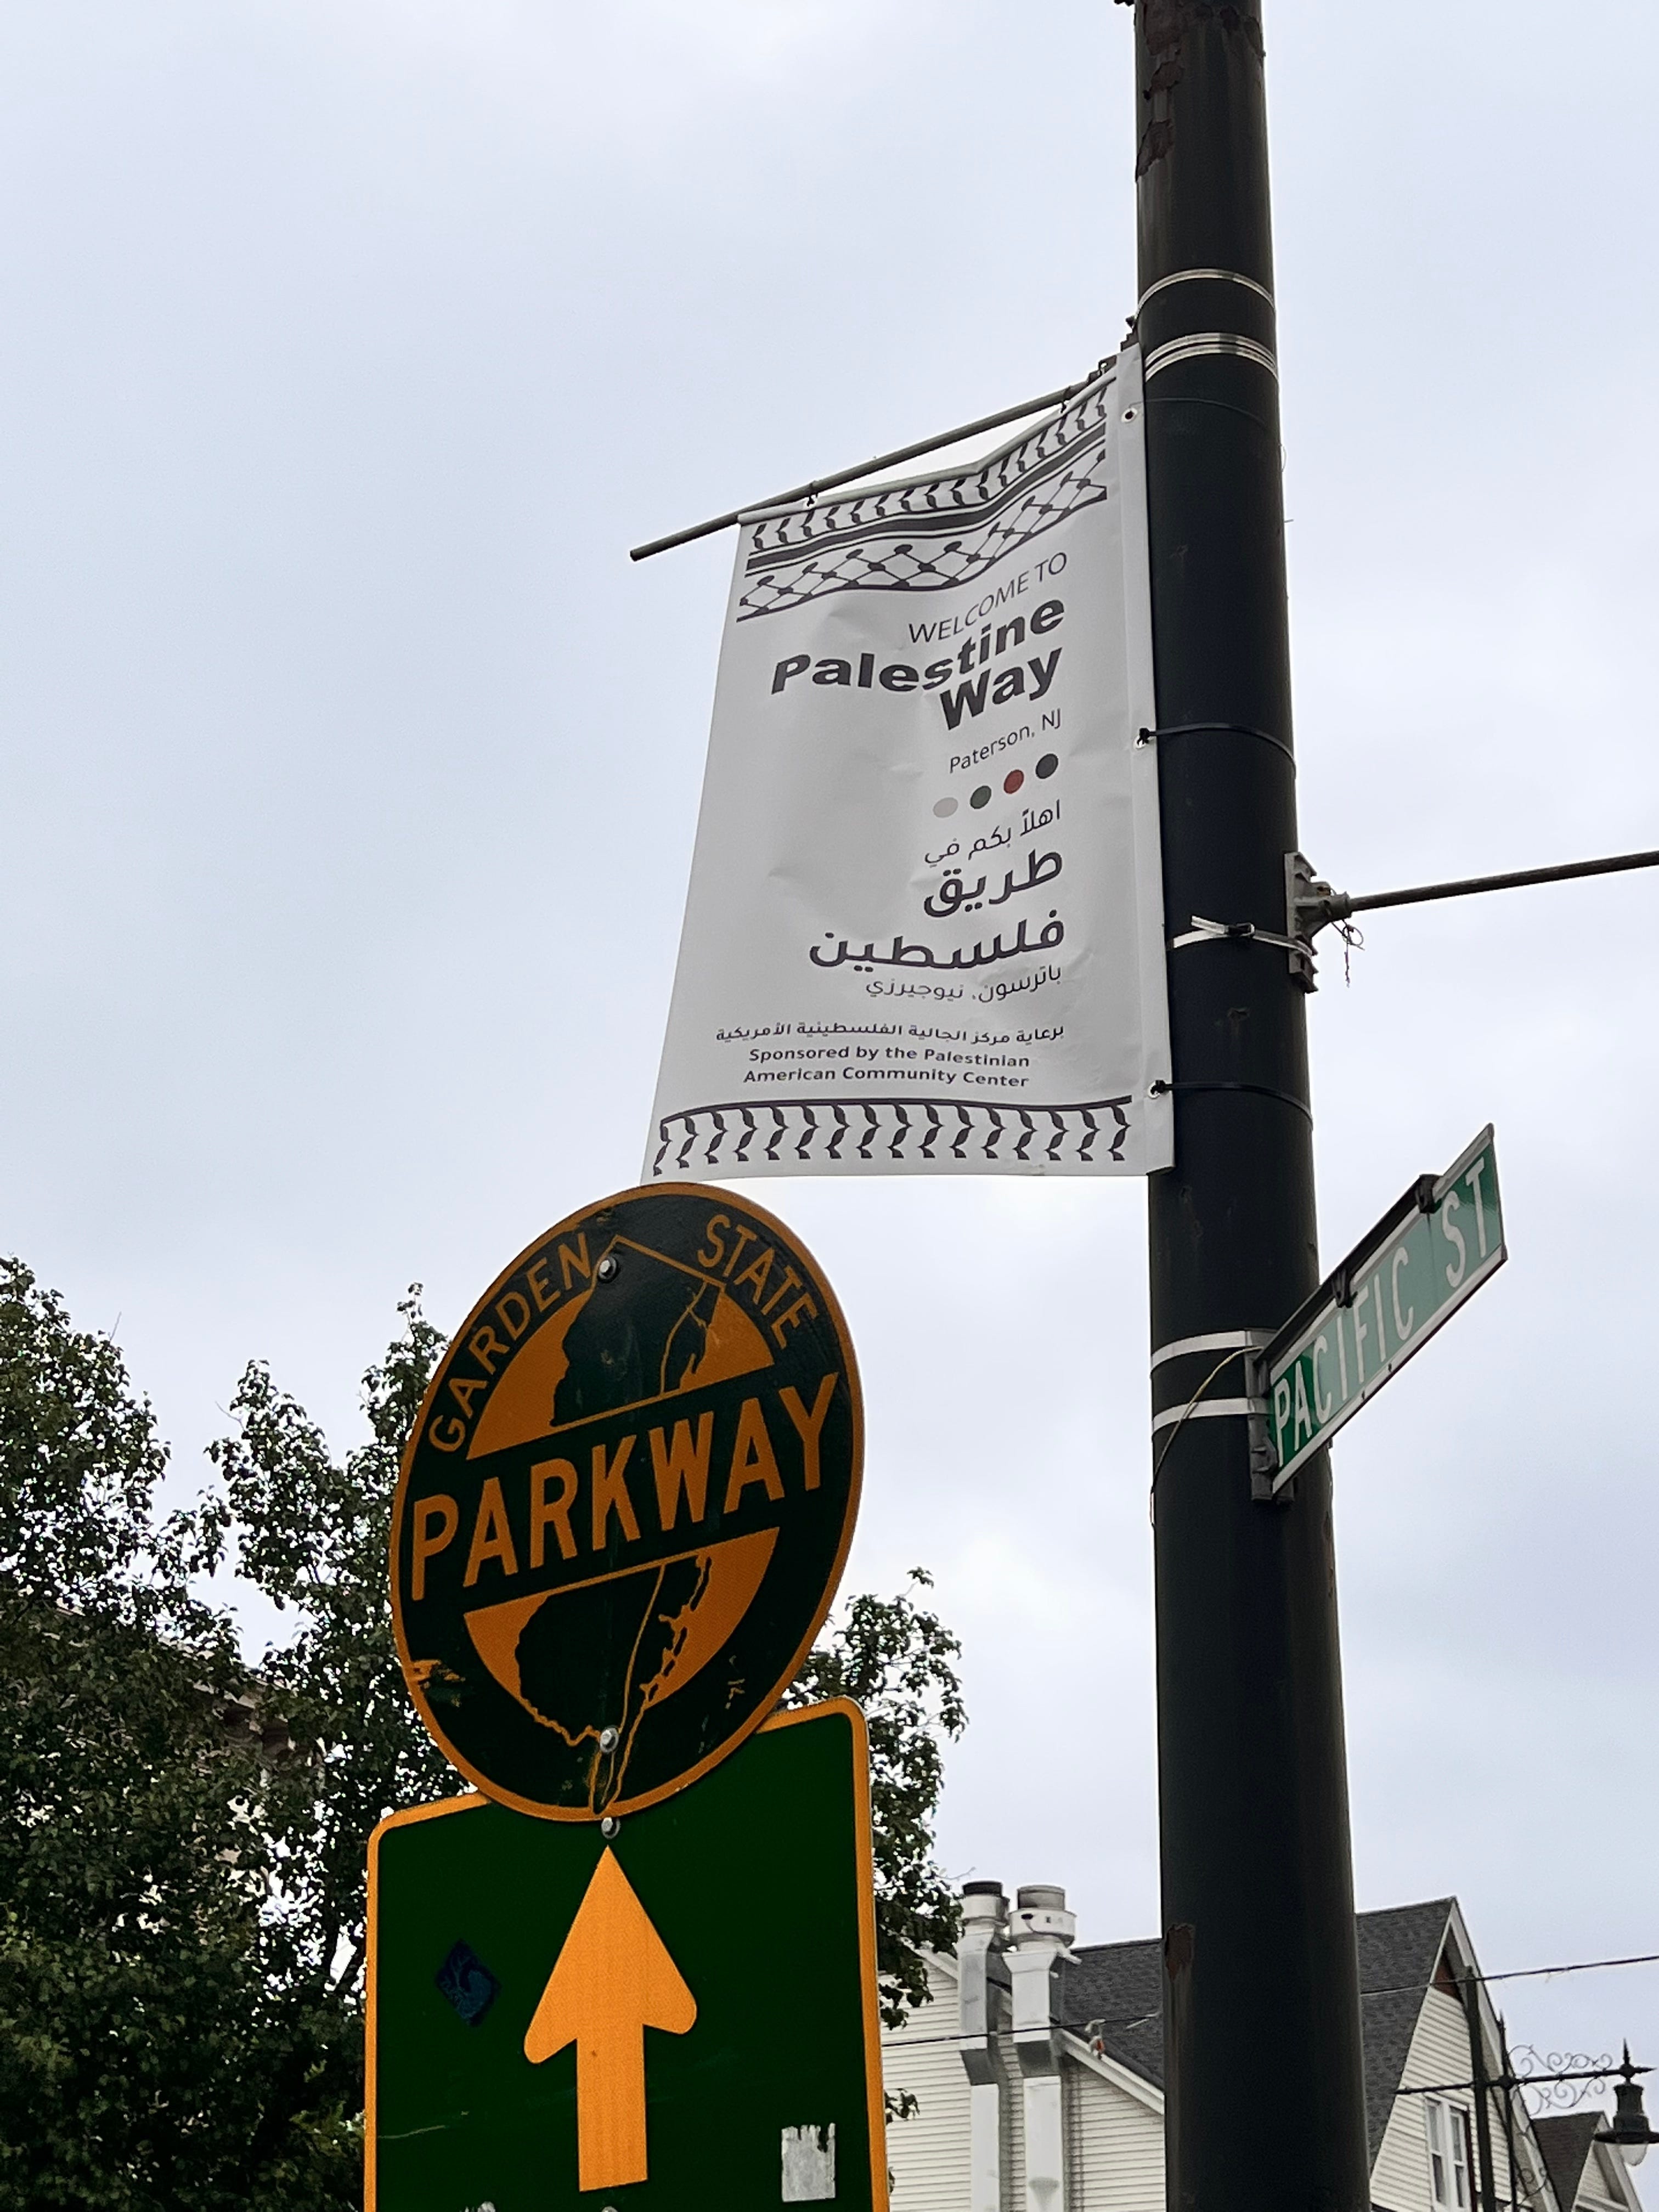 WELCOME TO
Palestine
Way
Paterson, NJ
اهلاً بكم في
طريق
فلسطين
باترسون، نيوجيرزي
برعاية مركز الجالية الفلسطينية الأمريكية
Sponsored by the Palestinian
American Community Center
PACIFIC ST
GARDEN STATE
PARKWAY